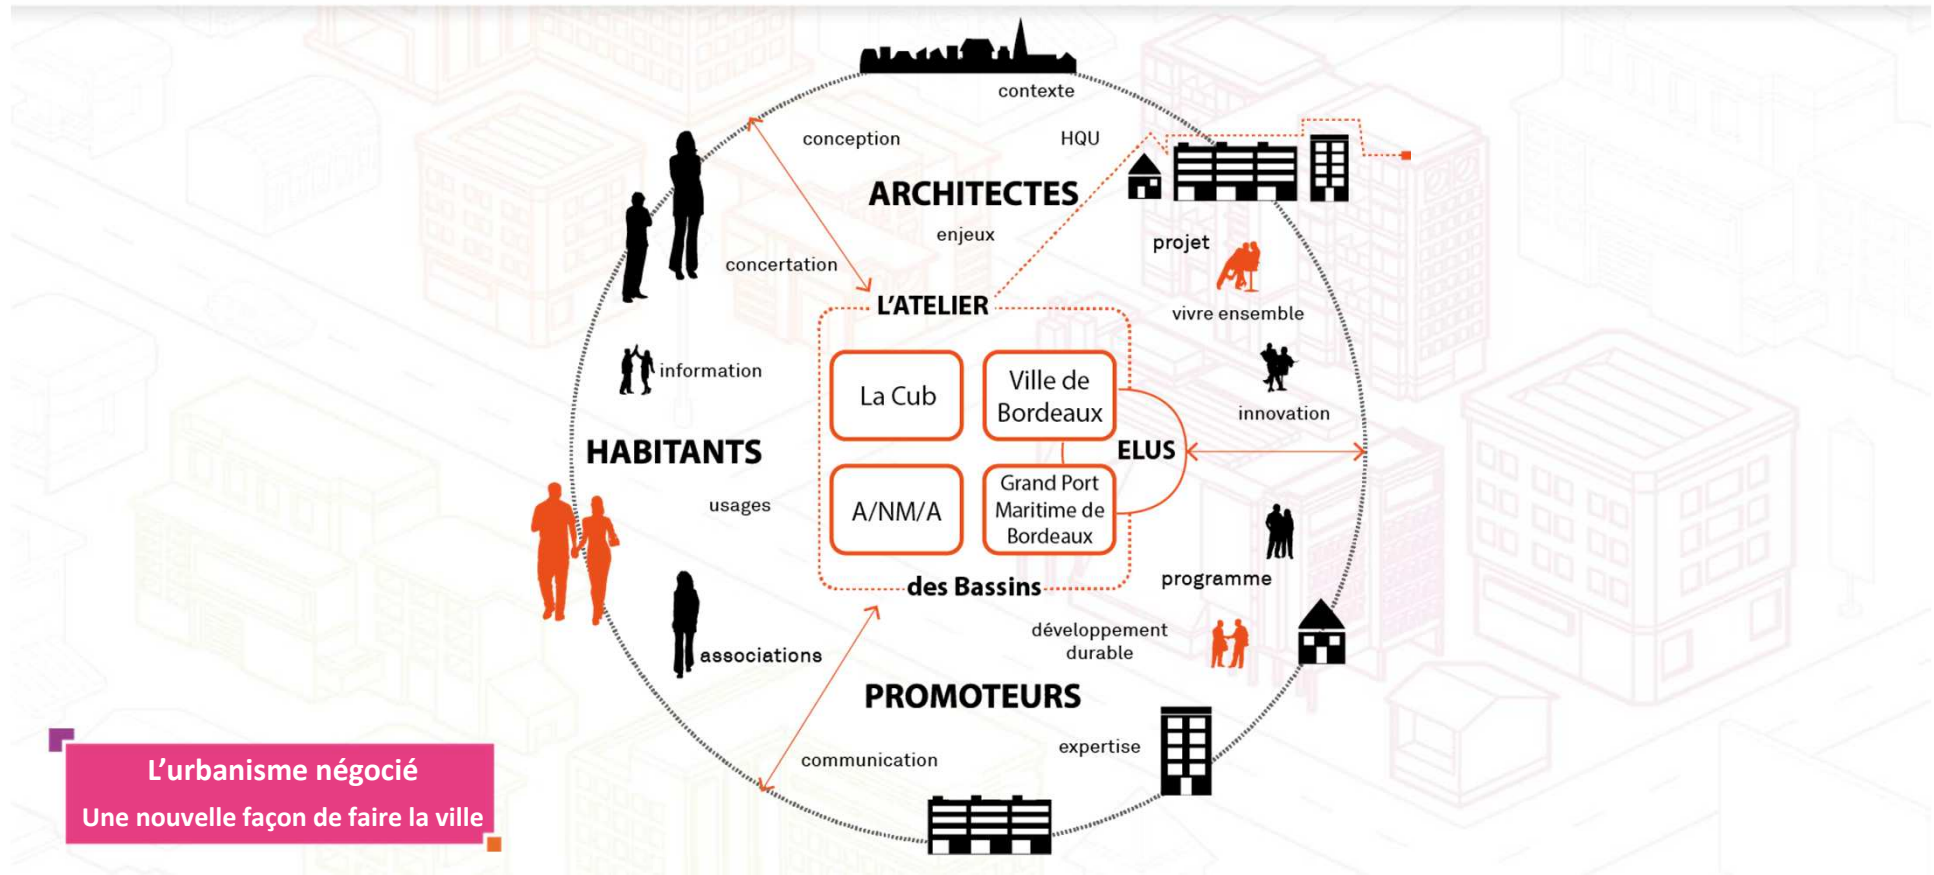 contexte
conception
HQU
ARCHITECTES
enjeux
projet
concertation
L'ATELIER
vivre ensemble
information
La Cub
Ville de
Bordeaux
innovation
HABITANTS
ELUS
usages
A/NM/A
Grand Port
Maritime de
Bordeaux
programme
des Bassins
développement
durable
associations
PROMOTEURS
expertise
communication
L'urbanisme négocié
Une nouvelle façon de faire la ville